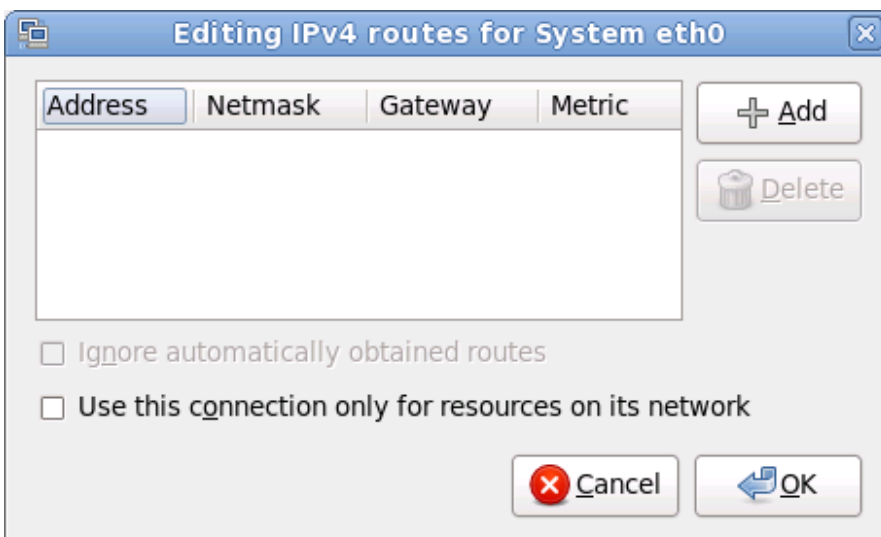 Editing IPv4 routes for System eth0
Address Netmask Gateway Metric
Add
Delete
Ignore automatically obtained routes
Use this connection only for resources on its network
Cancel OK